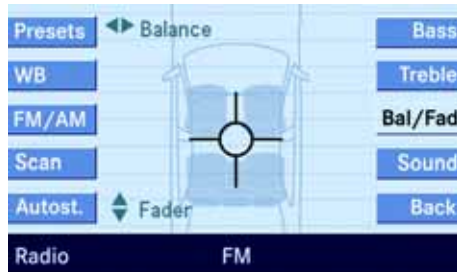 Presets Balance Bass
WB Treble
FM/AM Bal/Fad
Scan Sound
Autost. Fader Back
Radio FM